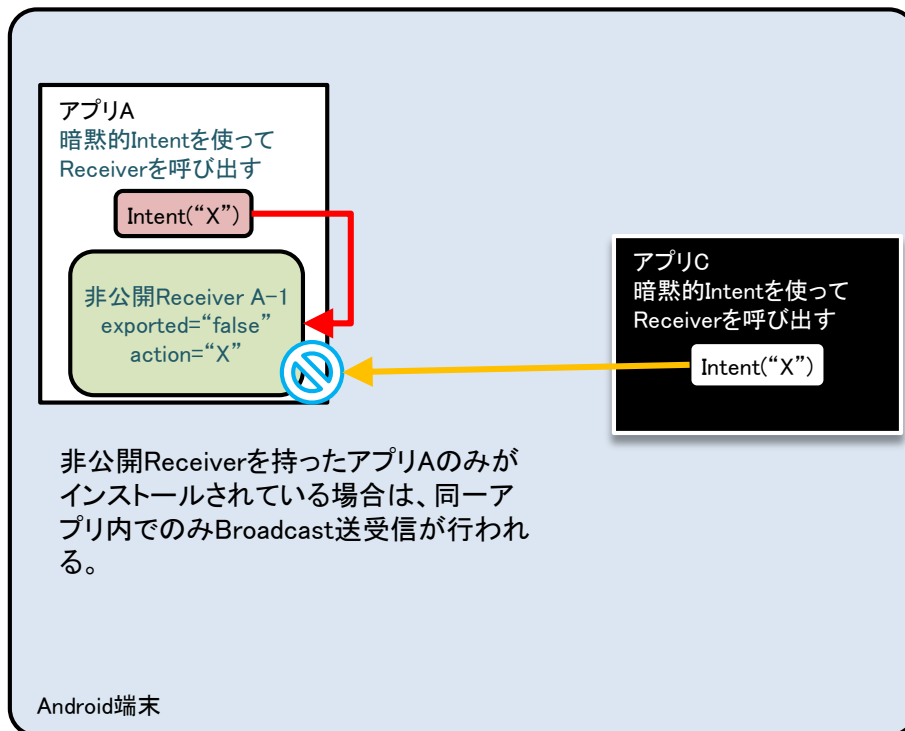 アプリA
暗黙的Intentを使って
Receiverを呼び出す
Intent(“X”)
非公開Receiver A-1
exported=“false”
action=“X”
アプリC
暗黙的Intentを使って
Receiverを呼び出す
Intent(“X”)
非公開Receiverを持ったアプリAのみが
インストールされている場合は、同一ア
プリ内でのみBroadcast送受信が行われ
る。
Android端末